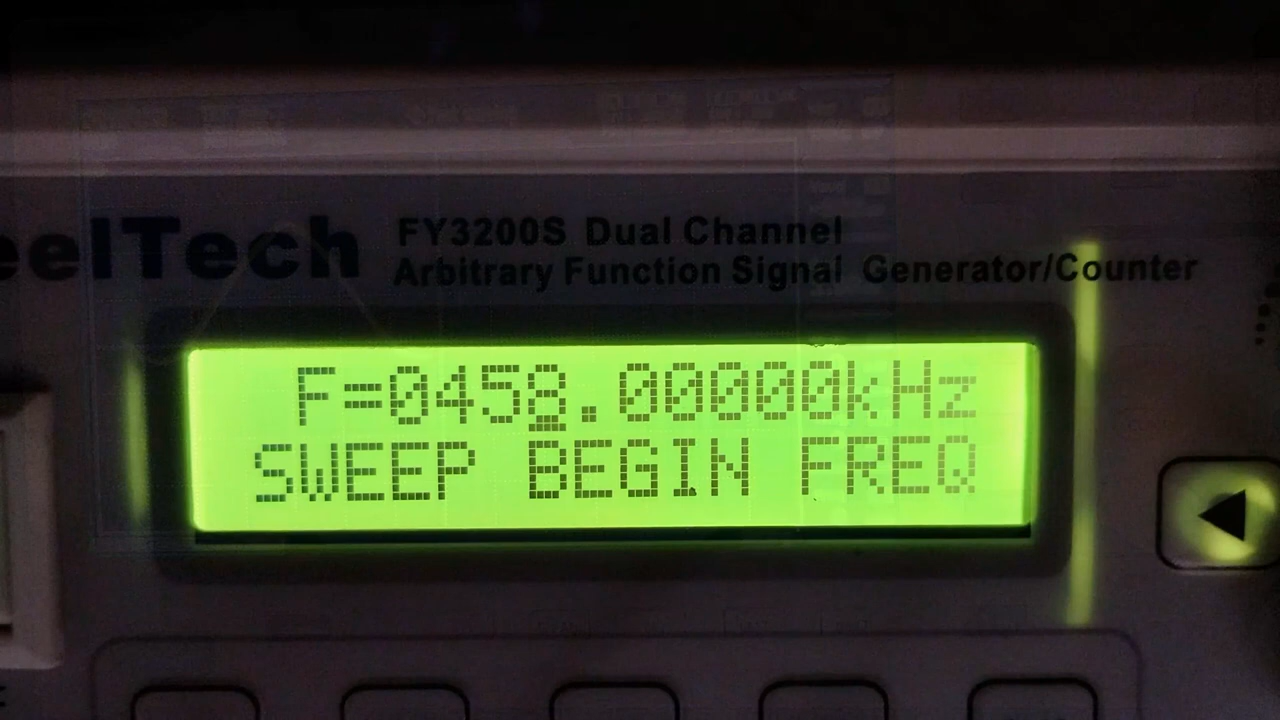 eelTech
FY3200S Dual Channel
Arbitrary Function Signal Generator/Counter
F=0458.00000kHz
SWEEP BEGIN FREQ